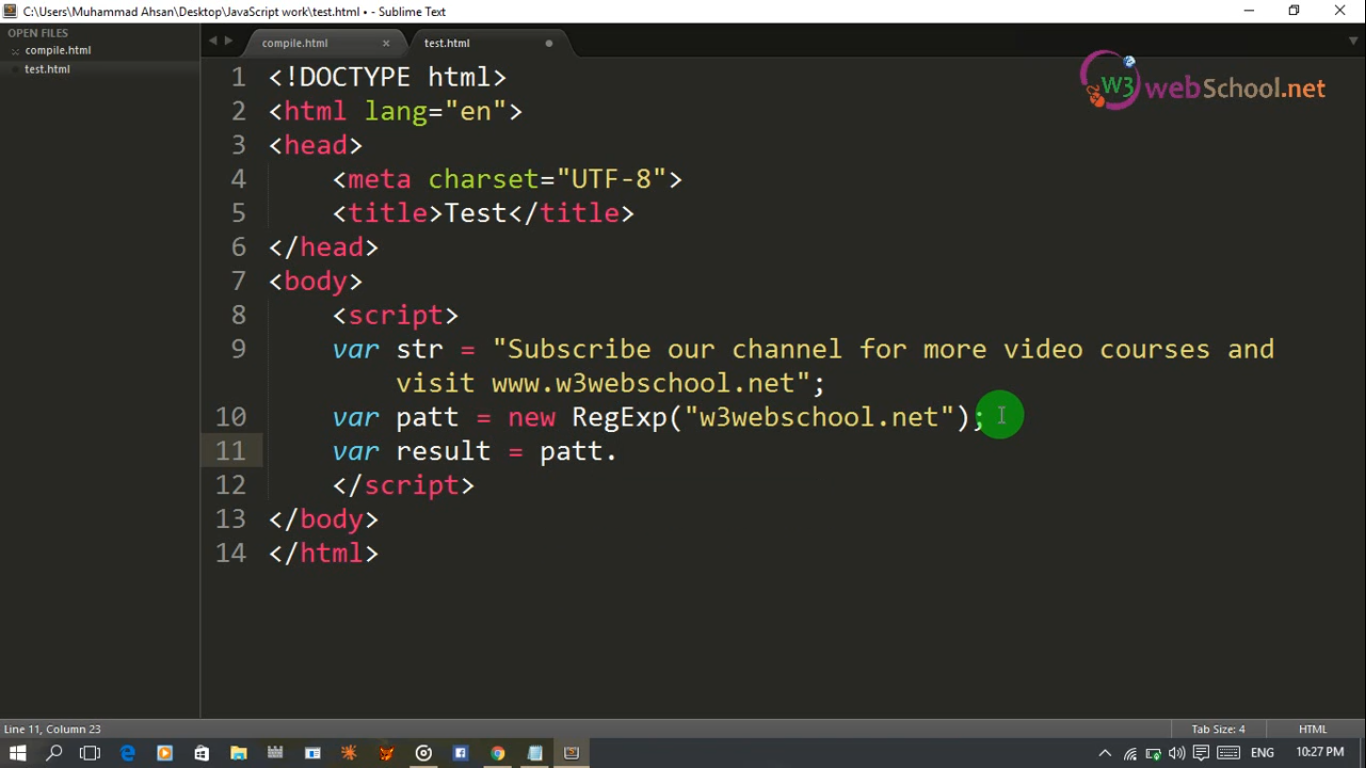 C:\Users\Muhammad Ahsan\Desktop\JavaScript work\test.html • - Sublime Text
OPEN FILES
compile.html
test.html
compile.html
test.html
W3 webSchool.net
1 <!DOCTYPE html>
2 <html lang="en">
3 <head>
4 <meta charset="UTF-8">
5 <title>Test</title>
6 </head>
7 <body>
8 <script>
9 var str = "Subscribe our channel for more video courses and
visit www.w3webschool.net";
10 var patt = new RegExp("w3webschool.net");
11 var result = patt.
12 </script>
13 </body>
14 </html>
Line 11, Column 23
Tab Size: 4
HTML
ENG
10:27 PM